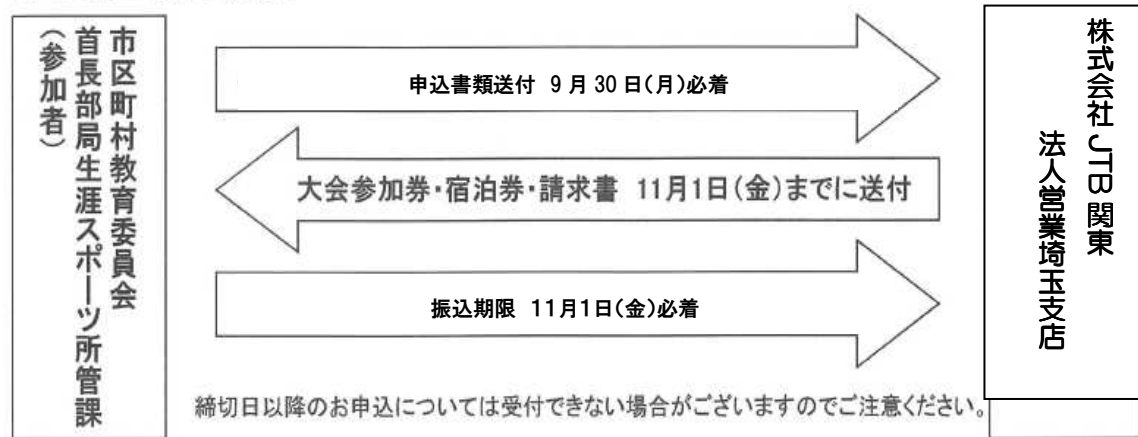 市区町村教育委員会
首長部局生涯スポーツ所管課
（参加者）
申込書類送付 9月30日(月)必着
大会参加券・宿泊券・請求書 11月1日(金)までに送付
振込期限 11月1日(金)必着
株式会社 JTB 関東
法人営業埼玉支店
締切日以降のお申込については受付できない場合がございますのでご注意ください。